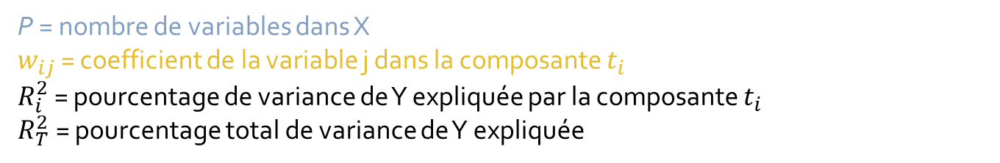 P = nombre de variables dans X
w_{ij} = coefficient de la variable j dans la composante t_i
R_i^2 = pourcentage de variance de Y expliquée par la composante t_i
R_T^2 = pourcentage total de variance de Y expliquée